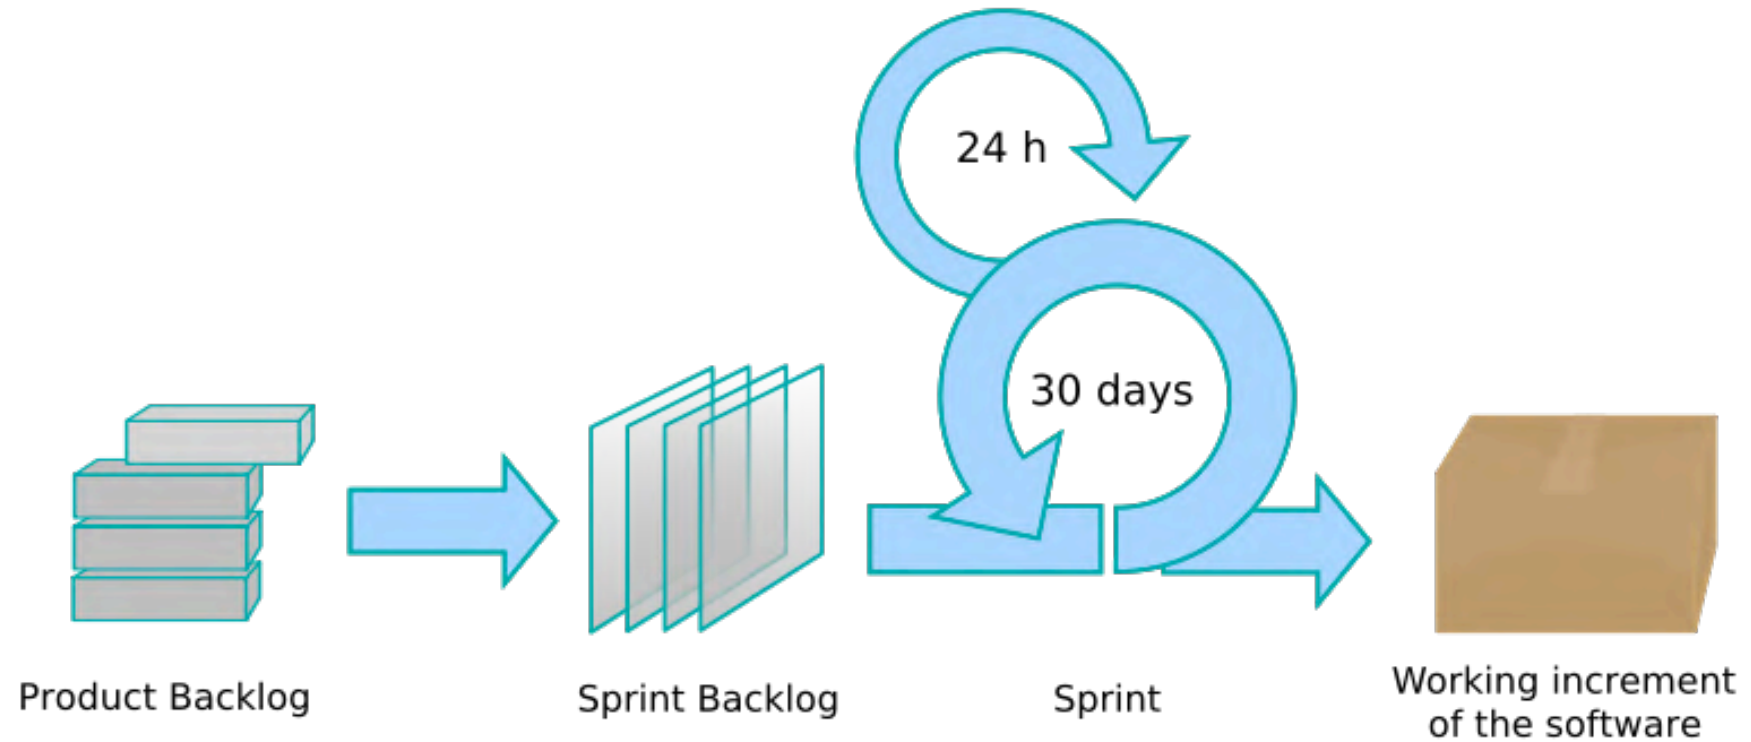 24 h
30 days
Product Backlog
Sprint Backlog
Sprint
Working increment
of the software